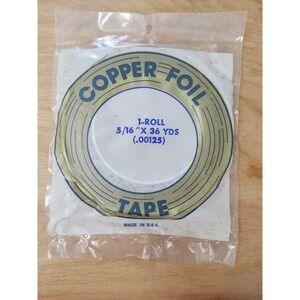 COPPER FOIL
1-ROLL
5/16" X 36 YDS
(.00125)
TAPE
MADE IN U.S.A.